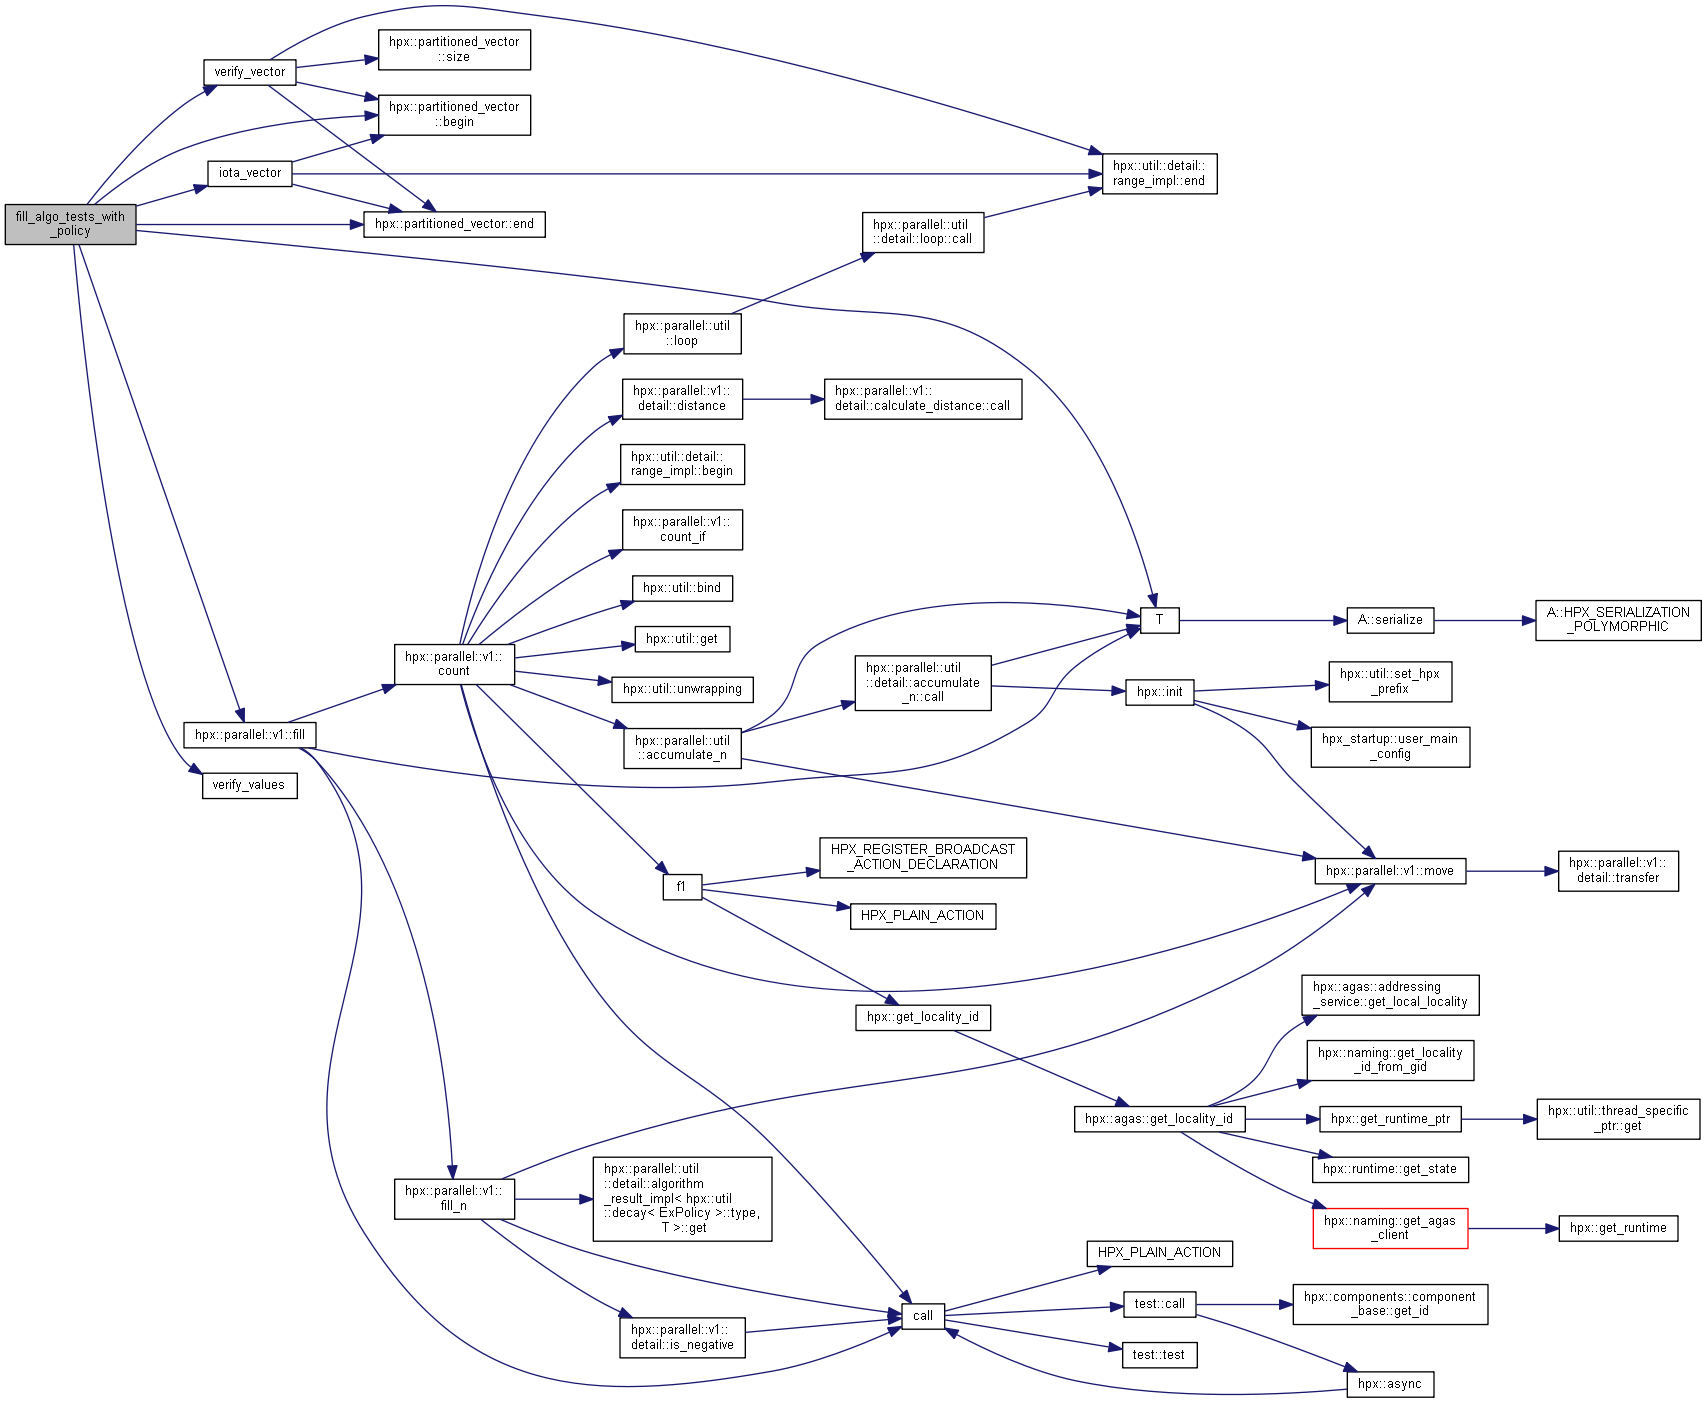 hpx::partitioned_vector
::size
verify_vector
hpx::partitioned_vector
::begin
iota_vector
hpx::util::detail::
range_impl::end
fill_algo_tests_with
_policy
hpx::partitioned_vector::end
hpx::parallel::util
::detail::loop::call
hpx::parallel::util
::loop
hpx::parallel::v1::
detail::distance
hpx::parallel::v1::
detail::calculate_distance::call
hpx::util::detail::
range_impl::begin
hpx::parallel::v1::
count_if
hpx::util::bind
hpx::util::get
hpx::util::unwrapping
hpx::parallel::v1::
count
T
A::serialize
A::HPX_SERIALIZATION
_POLYMORPHIC
hpx::parallel::util
::detail::accumulate
_n::call
hpx::init
hpx::util::set_hpx
_prefix
hpx_startup::user_main
_config
hpx::parallel::v1::fill
hpx::parallel::util
::accumulate_n
verify_values
HPX_REGISTER_BROADCAST
_ACTION_DECLARATION
f1
HPX_PLAIN_ACTION
hpx::parallel::v1::move
hpx::parallel::v1::
detail::transfer
hpx::get_locality_id
hpx::agas::addressing
_service::get_local_locality
hpx::naming::get_locality
_id_from_gid
hpx::agas::get_locality_id
hpx::get_runtime_ptr
hpx::util::thread_specific
_ptr::get
hpx::runtime::get_state
hpx::naming::get_agas
_client
hpx::get_runtime
hpx::parallel::v1::
fill_n
hpx::parallel::util
::detail::algorithm
_result_impl< hpx::util
::decay< ExPolicy >::type,
T >::get
HPX_PLAIN_ACTION
call
test::call
hpx::components::component
_base::get_id
hpx::parallel::v1::
detail::is_negative
test::test
hpx::async